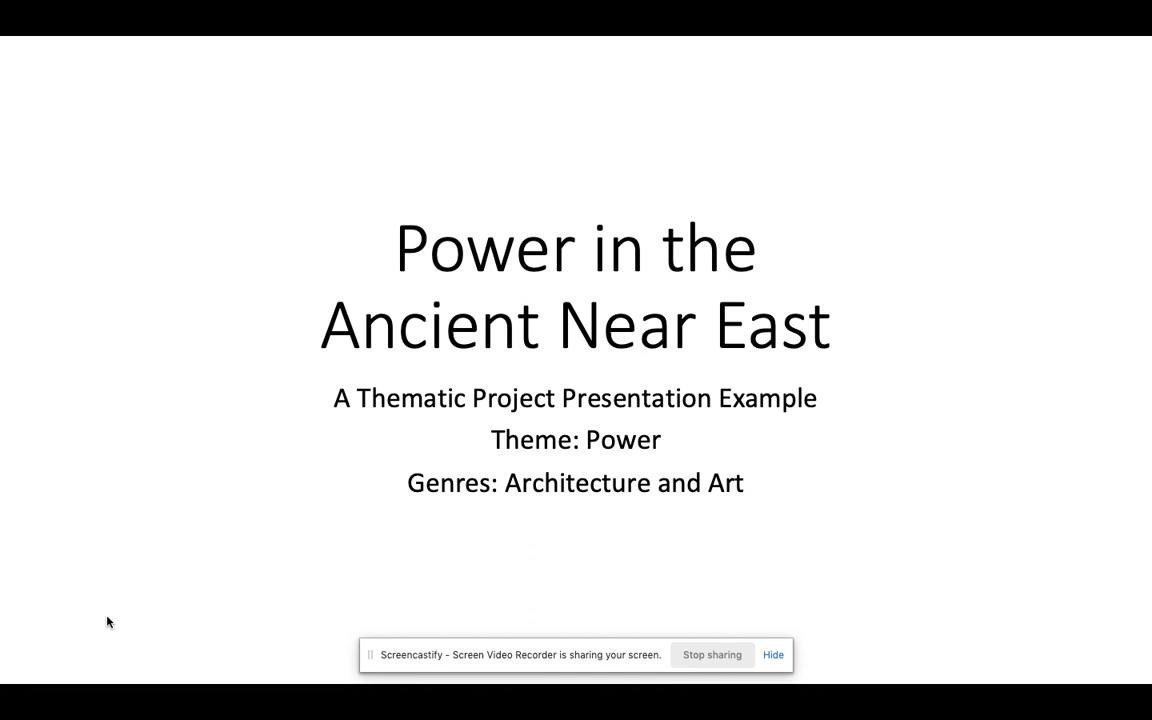 Power in the
Ancient Near East
A Thematic Project Presentation Example
Theme: Power
Genres: Architecture and Art
Screencastify - Screen Video Recorder is sharing your screen. Stop sharing Hide